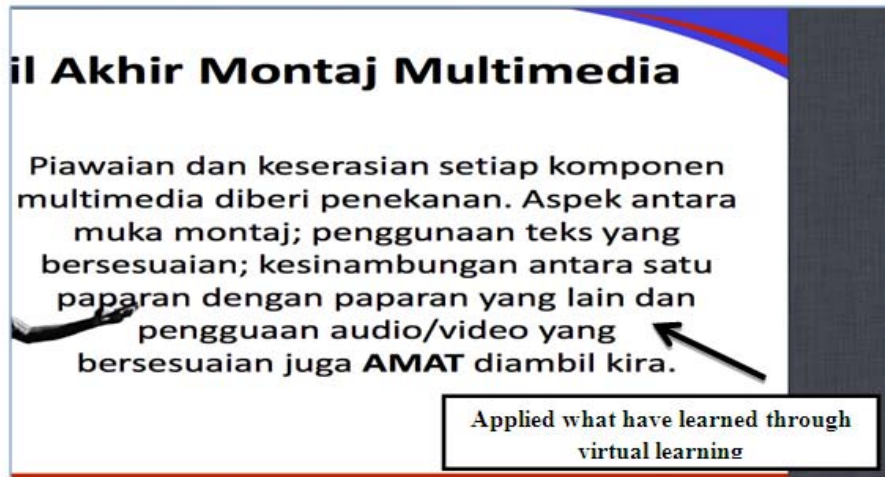 il Akhir Montaj Multimedia
Piawaian dan keserasian setiap komponen
multimedia diberi penekanan. Aspek antara
muka montaj; penggunaan teks yang
bersesuaian; kesinambungan antara satu
paparan dengan paparan yang lain dan
pengguaan audio/video yang
bersesuaian juga AMAT diambil kira.
Applied what have learned through
virtual learning